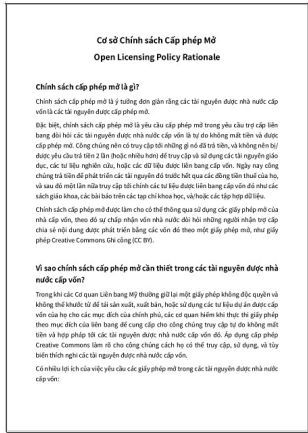 Cơ sở Chính sách Cấp phép Mở
Open Licensing Policy Rationale
Chính sách cấp phép mở là gì?
Chính sách cấp phép mở là ý tưởng đơn giản rằng các tài nguyên được nhà nước cấp
vốn là các tài nguyên được cấp phép mở.
Đặc biệt, chính sách cấp phép mở là yêu cầu cấp phép mở trong yêu cầu trợ cấp liên
bang đòi hỏi các tài nguyên được nhà nước cấp vốn là tự do không mất tiền và được
cấp phép mở. Công chúng nên có truy cập tới những gì nó đã trả tiền, và không nên bị/
được yêu cầu trả tiền 2 lần (hoặc nhiều hơn) để truy cập và sử dụng các tài nguyên giáo
dục, các tư liệu nghiên cứu, hoặc các dữ liệu được liên bang cấp vốn. Ngày nay công
chúng trả tiền để phát triển các tài nguyên đó trước hết qua các đồng tiền thuế của họ,
và sau đó một lần nữa truy cập tới chính các tư liệu được liên bang cấp vốn đó như các
sách giáo khoa, các bài báo trên các tạp chí khoa học, và/hoặc các tập hợp dữ liệu.
Chính sách cấp phép mở được làm cho có thể thông qua sử dụng các giấy phép mở của
nhà cấp vốn, theo đó sự chấp nhận vốn nhà nước đòi hỏi những người nhận trợ cấp
chia sẻ nội dung được phát triển bằng các vốn đó theo một giấy phép mở, như giấy
phép Creative Commons Ghi công (CC BY).
Vì sao chính sách cấp phép mở cần thiết trong các tài nguyên được nhà
nước cấp vốn?
Trong khi các Cơ quan Liên bang Mỹ thường giữ lại một giấy phép không độc quyền và
không thể khước từ để tái sản xuất, xuất bản, hoặc sử dụng các tư liệu dự án được cấp
vốn của họ cho các mục đích của chính phủ, các cơ quan hiếm khi thực thi giấy phép
theo mục đích của liên bang để cung cấp cho công chúng truy cập tự do không mất
tiền và hợp pháp tới các tài nguyên được nhà nước cấp vốn đó. Áp dụng cấp phép
Creative Commons làm rõ cho công chúng cách họ có thể truy cập, sử dụng, và tùy
biến thích nghi các tài nguyên được nhà nước cấp vốn.
Có nhiều lợi ích của việc yêu cầu các giấy phép mở trong các tài nguyên được nhà nước
cấp vốn: